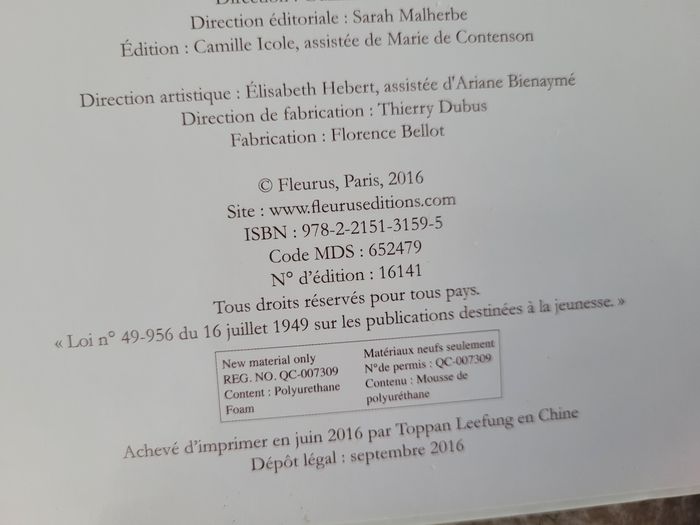 Direction éditoriale : Sarah Malherbe
Édition : Camille Icole, assistée de Marie de Contenson
Direction artistique : Élisabeth Hebert, assistée d'Ariane Bienaymé
Direction de fabrication : Thierry Dubus
Fabrication : Florence Bellot
© Fleurus, Paris, 2016
Site : www.fleuruseditions.com
ISBN : 978-2-2151-3159-5
Code MDS : 652479
N° d'édition : 16141
Tous droits réservés pour tous pays.
« Loi n° 49-956 du 16 juillet 1949 sur les publications destinées à la jeunesse. »
New material only
REG. NO. QC-007309
Content : Polyurethane
Foam
Matériaux neufs seulement
N°de permis : QC-007309
Contenu : Mousse de
polyuréthane
Achevé d'imprimer en juin 2016 par Toppan Leefung en Chine
Dépôt légal : septembre 2016